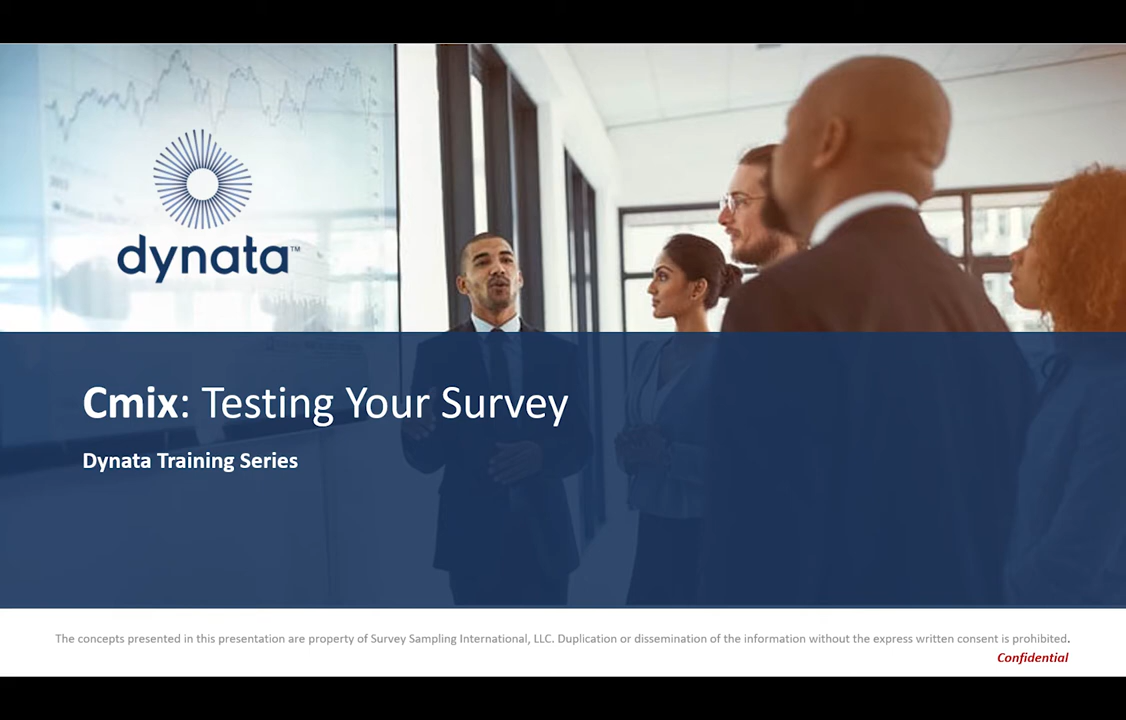 dynata™
Cmix: Testing Your Survey
Dynata Training Series
The concepts presented in this presentation are property of Survey Sampling International, LLC. Duplication or dissemination of the information without the express written consent is prohibited.
Confidential